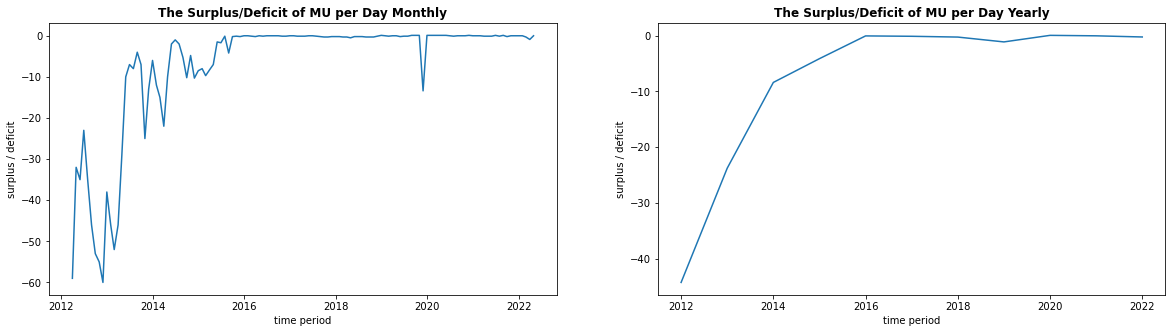 The Surplus/Deficit of MU per Day Monthly
surplus / deficit
0
−10
−20
−30
−40
−50
−60
2012 2014 2016 2018 2020 2022
time period
The Surplus/Deficit of MU per Day Yearly
surplus / deficit
0
−10
−20
−30
−40
2012 2014 2016 2018 2020 2022
time period